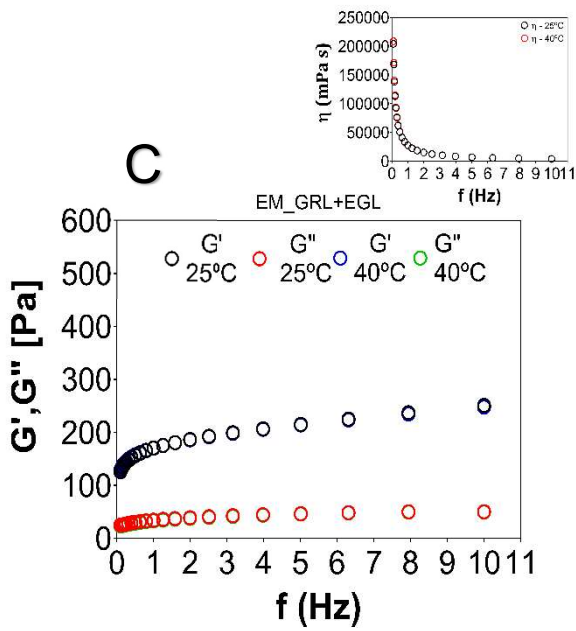 250000
200000
150000
100000
50000
0
η (mPa s)
η - 25ºC
η - 40ºC
0 1 2 3 4 5 6 7 8 9 1011
f (Hz)
C
EM_GRL+EGL
G' G" G' G"
25ºC 25ºC 40ºC 40ºC
600
500
400
300
200
100
0
G',G" [Pa]
0 1 2 3 4 5 6 7 8 9 10 11
f (Hz)